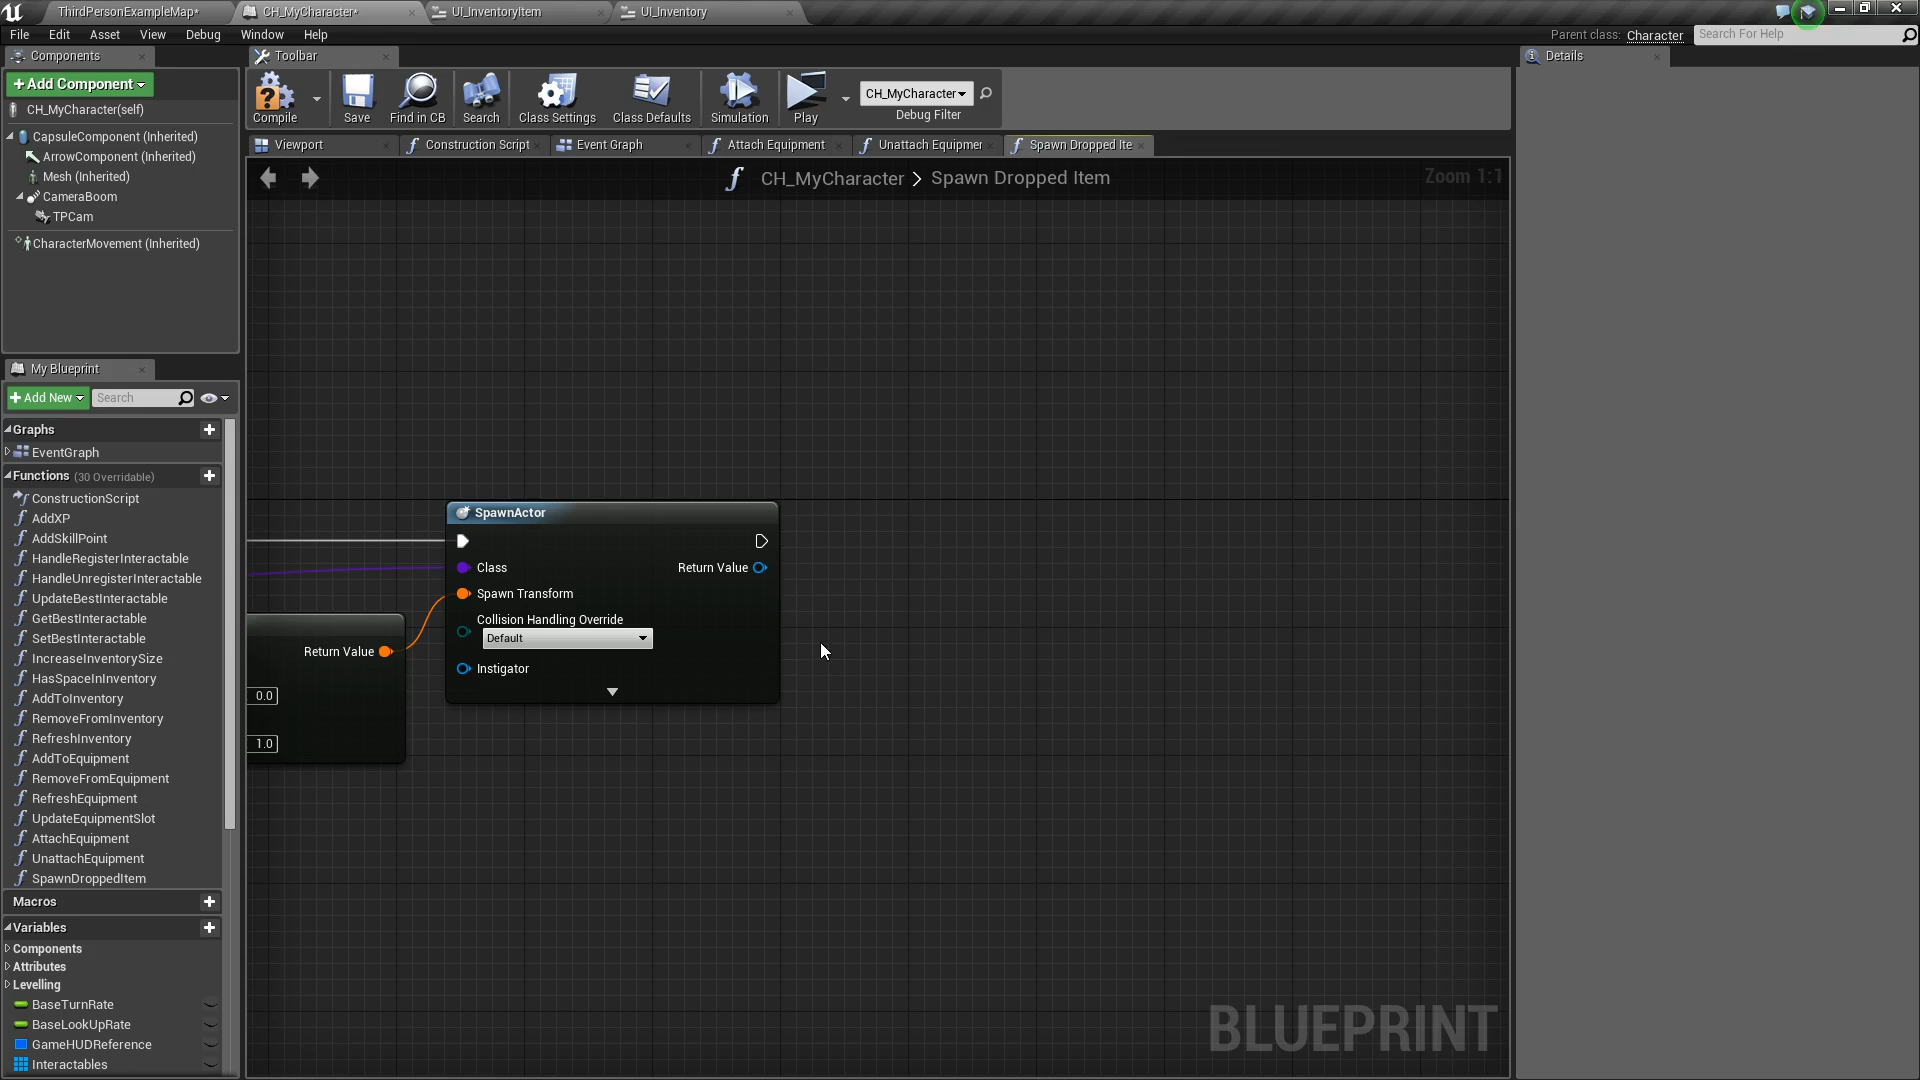 ThirdPersonExampleMap*
CH_MyCharacter*
UI_InventoryItem
UI_Inventory
File Edit Asset View Debug Window Help
Parent class: Character
Search For Help
Components
Toolbar
Details
+Add Component
CH_MyCharacter(self)
CapsuleComponent (Inherited)
ArrowComponent (Inherited)
Mesh (Inherited)
CameraBoom
TPCam
CharacterMovement (Inherited)
Compile
Save
Find in CB
Search
Class Settings
Class Defaults
Simulation
Play
CH_MyCharacter
Debug Filter
Viewport
Construction Script
Event Graph
Attach Equipment
Unattach Equipmer
Spawn Dropped Ite
CH_MyCharacter > Spawn Dropped Item
Zoom 1:1
My Blueprint
+Add New
Search
Graphs
EventGraph
Functions (30 Overridable)
ConstructionScript
AddXP
AddSkillPoint
HandleRegisterInteractable
HandleUnregisterInteractable
UpdateBestInteractable
GetBestInteractable
SetBestInteractable
IncreaseInventorySize
HasSpaceInInventory
AddToInventory
RemoveFromInventory
RefreshInventory
AddToEquipment
RemoveFromEquipment
RefreshEquipment
UpdateEquipmentSlot
AttachEquipment
UnattachEquipment
SpawnDroppedItem
Macros
Variables
Components
Attributes
Levelling
BaseTurnRate
BaseLookUpRate
GameHUDReference
Interactables
SpawnActor
Class
Return Value
Spawn Transform
Collision Handling Override
Default
Instigator
Return Value
0.0
1.0
BLUEPRINT